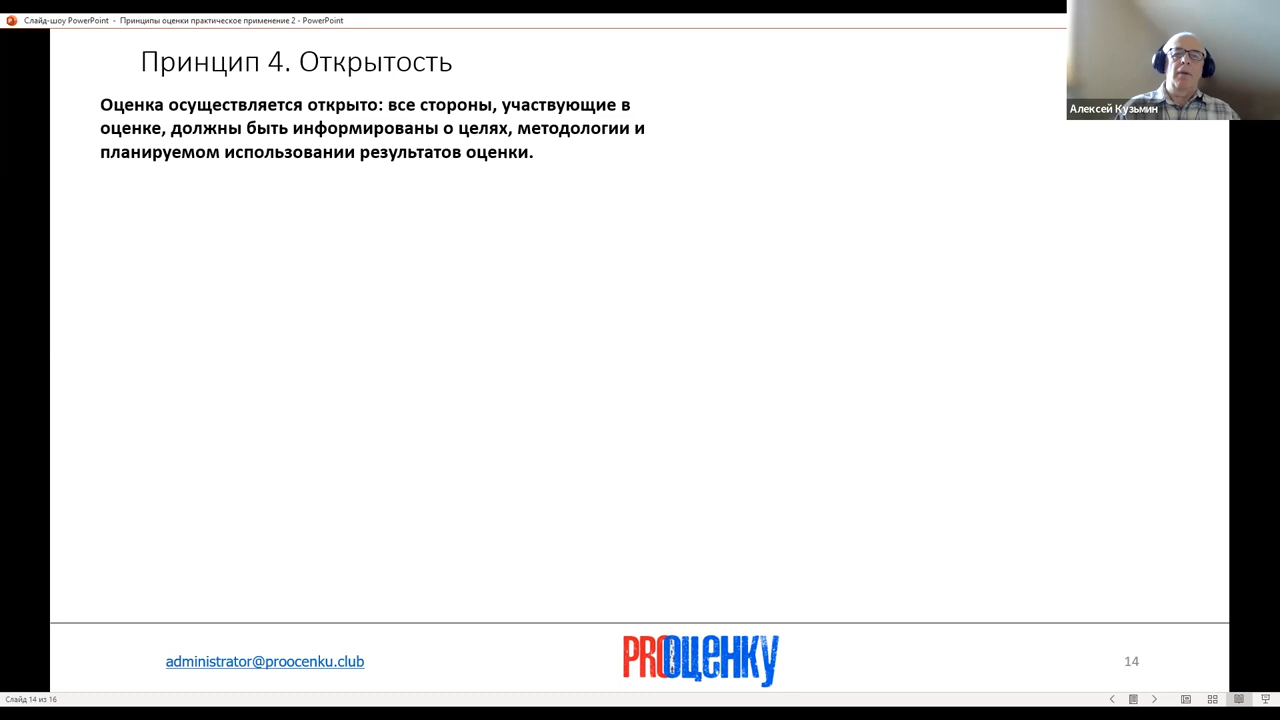 Слайд-шоу PowerPoint - Принципы оценки практическое применение 2 - PowerPoint
Алексей Кузьмин
Принцип 4. Открытость
Оценка осуществляется открыто: все стороны, участвующие в
оценке, должны быть информированы о целях, методологии и
планируемом использовании результатов оценки.
administrator@proocenku.club
PROОЦЕНКУ
14
Слайд 14 из 16